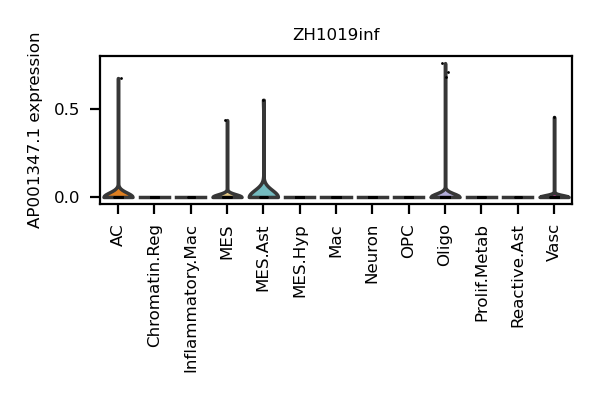 ZH1019inf
AP001347.1 expression
0.5
0.0
AC
Chromatin.Reg
Inflammatory.Mac
MES
MES.Ast
MES.Hyp
Mac
Neuron
OPC
Oligo
Prolif.Metab
Reactive.Ast
Vasc